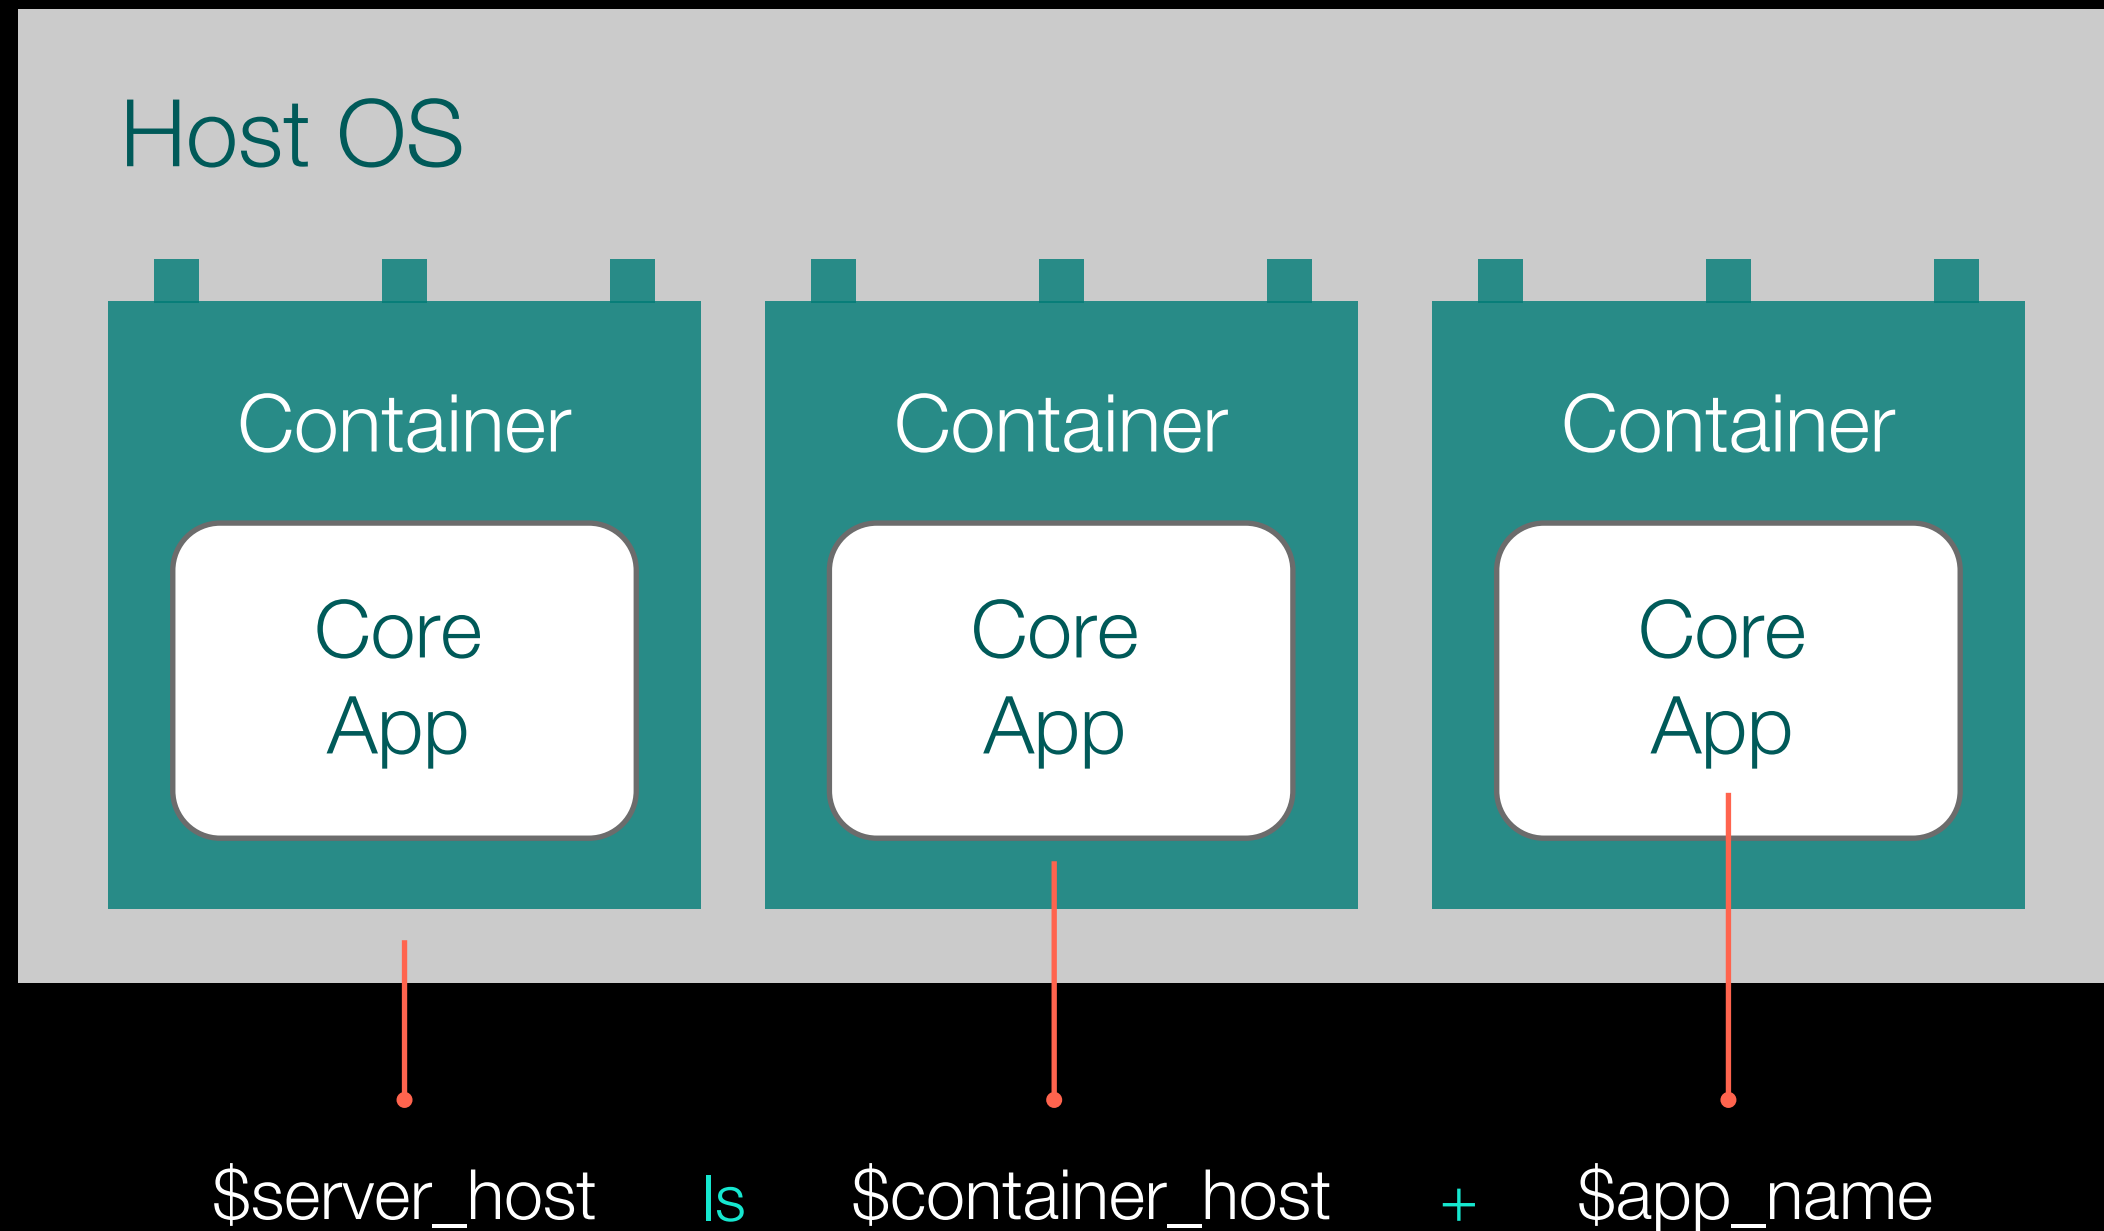 Host OS
Container Container Container
Core Core Core
App App App
$server_host Is $container_host + $app_name